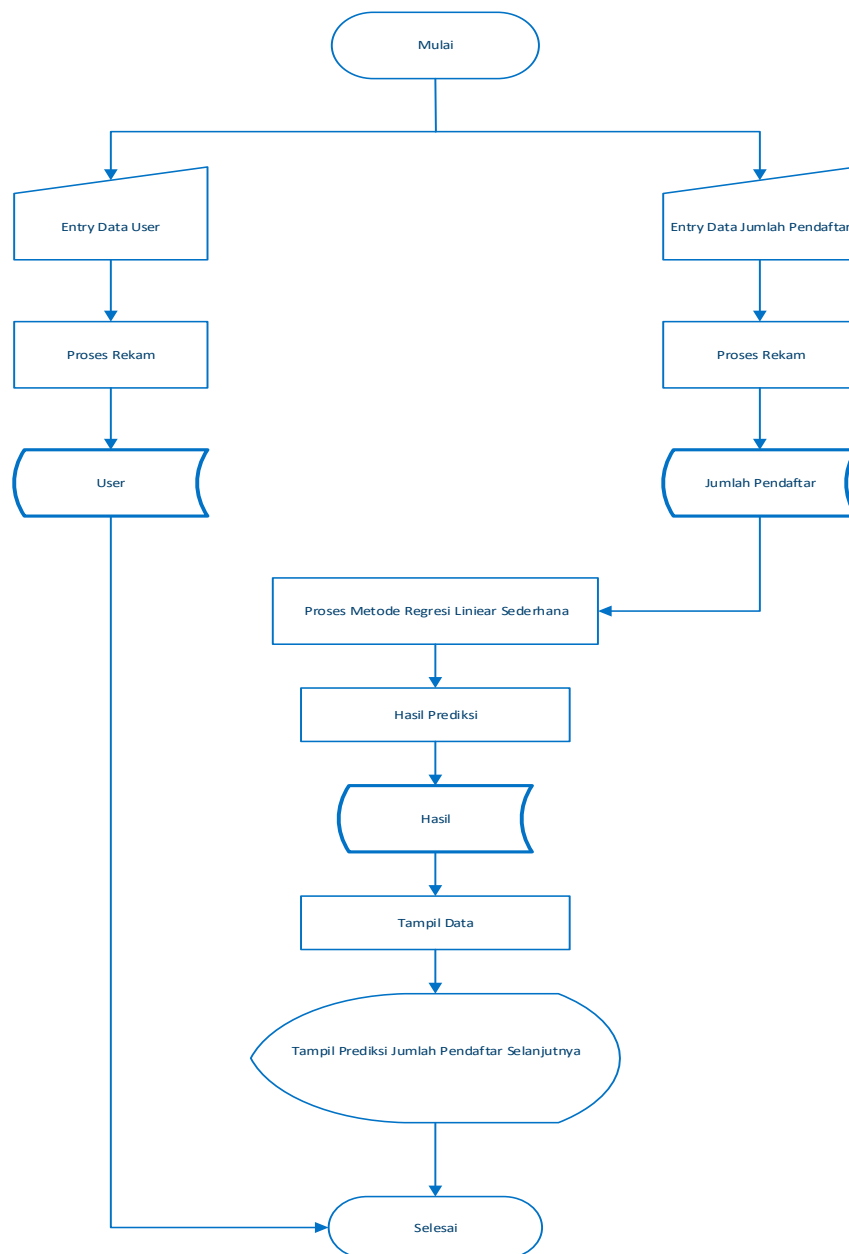 Mulai
Entry Data User
Entry Data Jumlah Pendaftar
Proses Rekam
Proses Rekam
User
Jumlah Pendaftar
Proses Metode Regresi Liniear Sederhana
Hasil Prediksi
Hasil
Tampil Data
Tampil Prediksi Jumlah Pendaftar Selanjutnya
Selesai